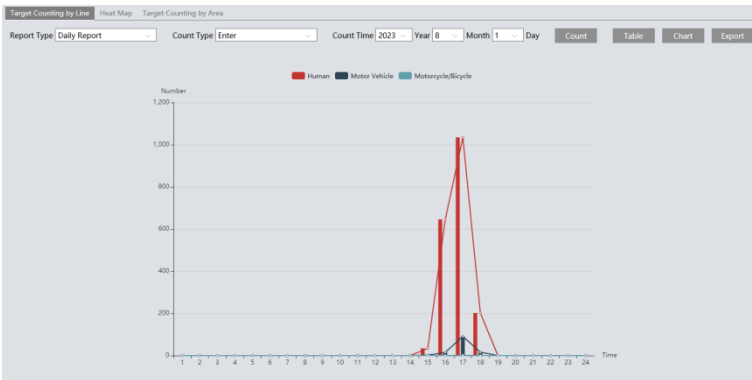 Target Counting by Line Heat Map Target Counting by Area
Report Type Daily Report Count Type Enter Count Time 2023 Year 8 Month 1 Day Count Table Chart Export
Human Motor Vehicle Motorcycle/Bicycle
Number
1,200
1,000
800
600
400
200
0
1 2 3 4 5 6 7 8 9 10 11 12 13 14 15 16 17 18 19 20 21 22 23 24 Time